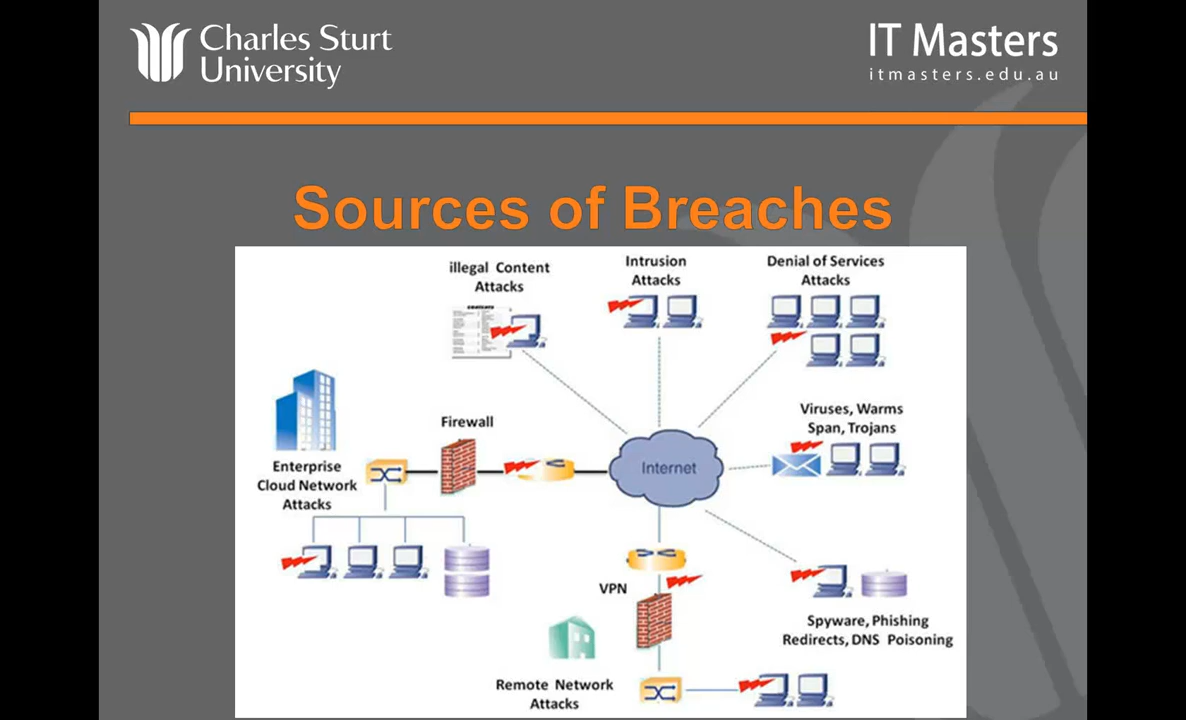 Charles Sturt
University
IT Masters
itmasters.edu.au
Sources of Breaches
illegal Content
Attacks
Intrusion
Attacks
Denial of Services
Attacks
Firewall
Enterprise
Cloud Network
Attacks
Internet
Viruses, Warms
Span, Trojans
VPN
Spyware, Phishing
Redirects, DNS Poisoning
Remote Network
Attacks